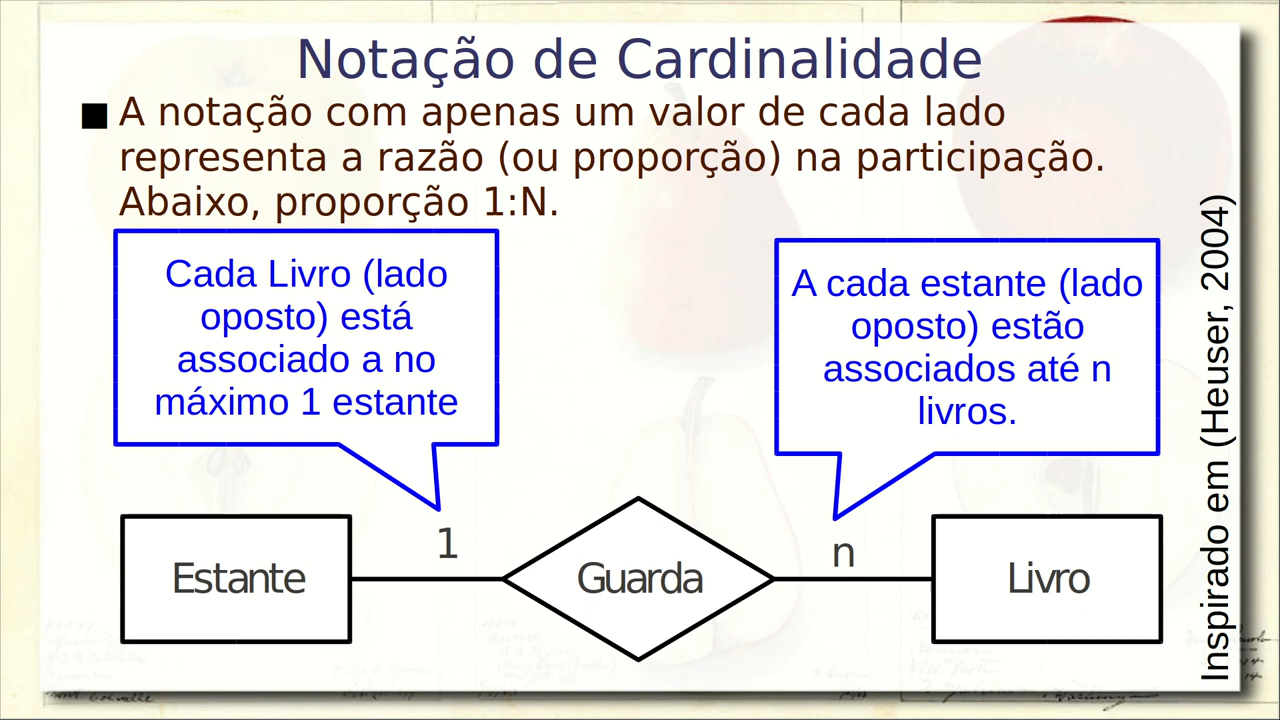 Notação de Cardinalidade
A notação com apenas um valor de cada lado
representa a razão (ou proporção) na participação.
Abaixo, proporção 1:N.
Cada Livro (lado
oposto) está
associado a no
máximo 1 estante
A cada estante (lado
oposto) estão
associados até n
livros.
1
n
Estante
Guarda
Livro
Inspirado em (Heuser, 2004)